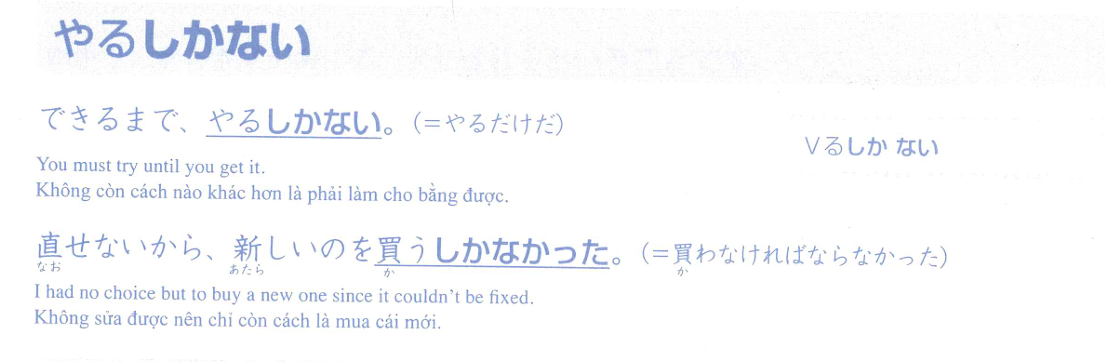 やるしかない
できるまで、やるしかない。（＝やるだけだ）
Vるしか ない
You must try until you get it.
Không còn cách nào khác hơn là phải làm cho bằng được.
直せないから、新しいのを買うしかなかった。（＝買わなければならなかった）
なお あたら か か
I had no choice but to buy a new one since it couldn't be fixed.
Không sửa được nên chỉ còn cách là mua cái mới.